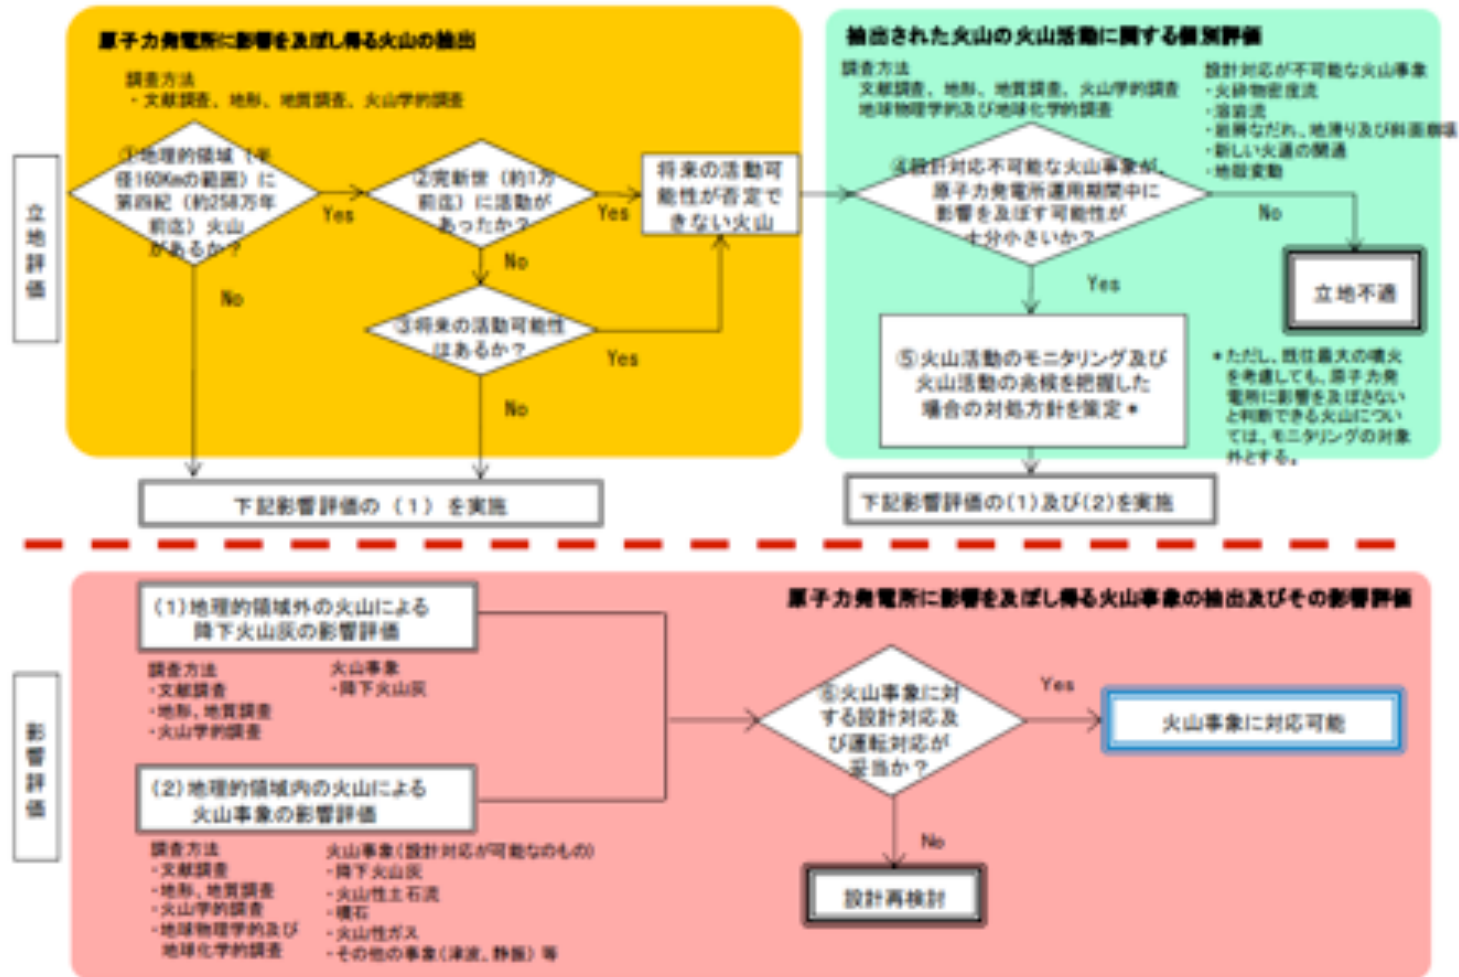 原子力発電所に影響を及ぼし得る火山の抽出
調査方法
・文献調査、地形、地質調査、火山学的調査
立地評価
①地理的領域（半
径160Kmの範囲）に
第四紀（約258万年
前迄）火山
があるか？
Yes
No
②完新世（約1万
前迄）に活動が
あったか？
Yes
No
③将来の活動可能性
はあるか？
Yes
No
将来の活動可
能性が否定で
きない火山
下記影響評価の（1）を実施
抽出された火山の火山活動に関する個別評価
調査方法
文献調査、地形、地質調査、火山学的調査
地球物理学的及び地球化学的調査
設計対応が不可能な火山事象
・火砕物密度流
・溶岩流
・岩屑なだれ、地滑り及び斜面崩壊
・新しい火道の開通
・地殻変動
④設計対応不可能な火山事象が、
原子力発電所運用期間中に
影響を及ぼす可能性が
十分小さいか？
No
Yes
立地不適
⑤火山活動のモニタリング及び
火山活動の兆候を把握した
場合の対処方針を策定＊
＊ただし、既往最大の噴火
を考慮しても、原子力発
電所に影響を及ぼさない
と判断できる火山につい
ては、モニタリングの対象
外とする。
下記影響評価の(1)及び(2)を実施
影響評価
原子力発電所に影響を及ぼし得る火山事象の抽出及びその影響評価
(1)地理的領域外の火山による
降下火山灰の影響評価
調査方法
・文献調査
・地形、地質調査
・火山学的調査
火山事象
・降下火山灰
(2)地理的領域内の火山による
火山事象の影響評価
調査方法
・文献調査
・地形、地質調査
・火山学的調査
・地球物理学的及び
地球化学的調査
火山事象(設計対応が可能なのもの)
・降下火山灰
・火山性土石流
・噴石
・火山性ガス
・その他の事象(津波、静振)等
⑥火山事象に対
する設計対応及
び運転対応が
妥当か？
Yes
No
火山事象に対応可能
設計再検討